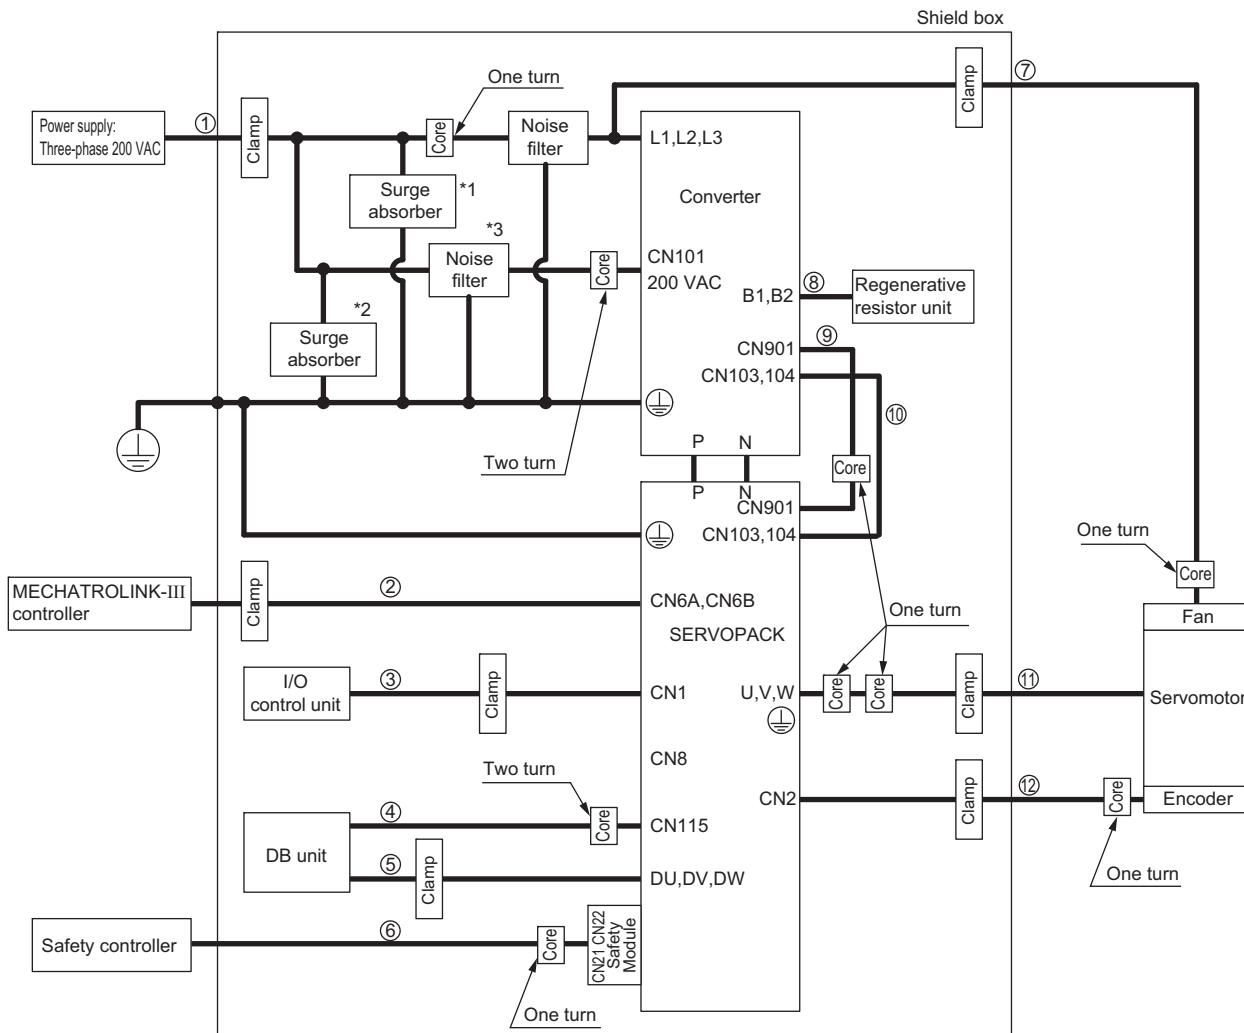 Shield box
One turn
Clamp
⑦
Power supply:
Three-phase 200 VAC
①
Clamp
Core
Noise
filter
L1,L2,L3
Surge
absorber
*1
Converter
*3
Noise
filter
Core
CN101
200 VAC
B1,B2
⑧
Regenerative
resistor unit
*2
Surge
absorber
CN901
⑨
CN103,104
⑩
P
N
Two turn
Core
P
N
CN901
CN103,104
One turn
Core
MECHATROLINK-III
controller
Clamp
②
CN6A,CN6B
SERVOPACK
One turn
Fan
I/O
control unit
③
Clamp
CN1
U,V,W
Core
Core
Clamp
⑪
Servomotor
CN8
Two turn
CN2
Clamp
⑫
Core
Encoder
DB unit
④
Core
CN115
⑤
Clamp
DU,DV,DW
One turn
Safety controller
⑥
Core
CN21 CN22
Safety
Module
One turn